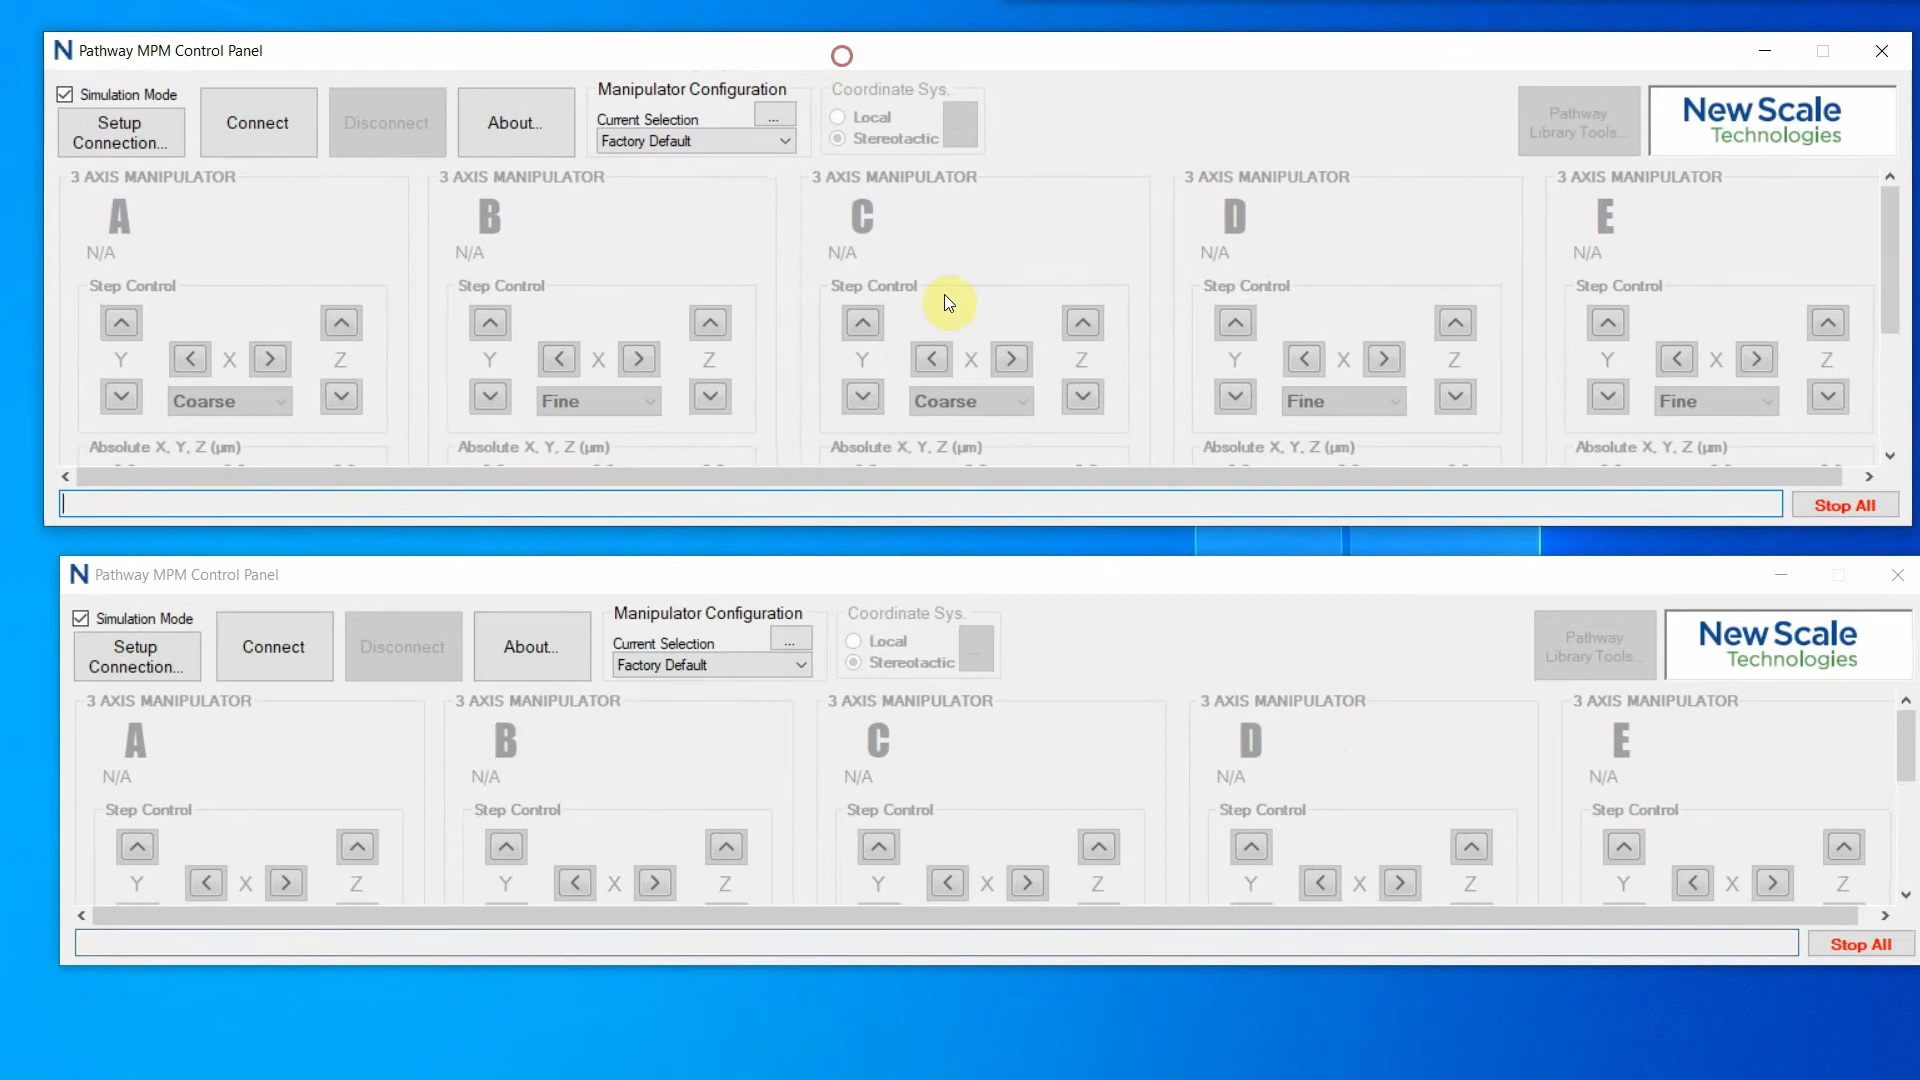 N Pathway MPM Control Panel
Simulation Mode
Setup Connection...
Connect
Disconnect
About...
Manipulator Configuration
Current Selection
...
Factory Default
Coordinate Sys.
Local
Stereotactic
...
Pathway Library Tools...
New Scale Technologies
3 AXIS MANIPULATOR 3 AXIS MANIPULATOR 3 AXIS MANIPULATOR 3 AXIS MANIPULATOR 3 AXIS MANIPULATOR
A B C D E
N/A N/A N/A N/A N/A
Step Control Step Control Step Control Step Control Step Control
Y X Z Y X Z Y X Z Y X Z Y X Z
Coarse Fine Coarse Fine Fine
Absolute X, Y, Z (µm) Absolute X, Y, Z (µm) Absolute X, Y, Z (µm) Absolute X, Y, Z (µm) Absolute X, Y, Z (µm)
Stop All
N Pathway MPM Control Panel
Simulation Mode
Setup Connection...
Connect
Disconnect
About...
Manipulator Configuration
Current Selection
...
Factory Default
Coordinate Sys.
Local
Stereotactic
...
Pathway Library Tools...
New Scale Technologies
3 AXIS MANIPULATOR 3 AXIS MANIPULATOR 3 AXIS MANIPULATOR 3 AXIS MANIPULATOR 3 AXIS MANIPULATOR
A B C D E
N/A N/A N/A N/A N/A
Step Control Step Control Step Control Step Control Step Control
Y X Z Y X Z Y X Z Y X Z Y X Z
Stop All